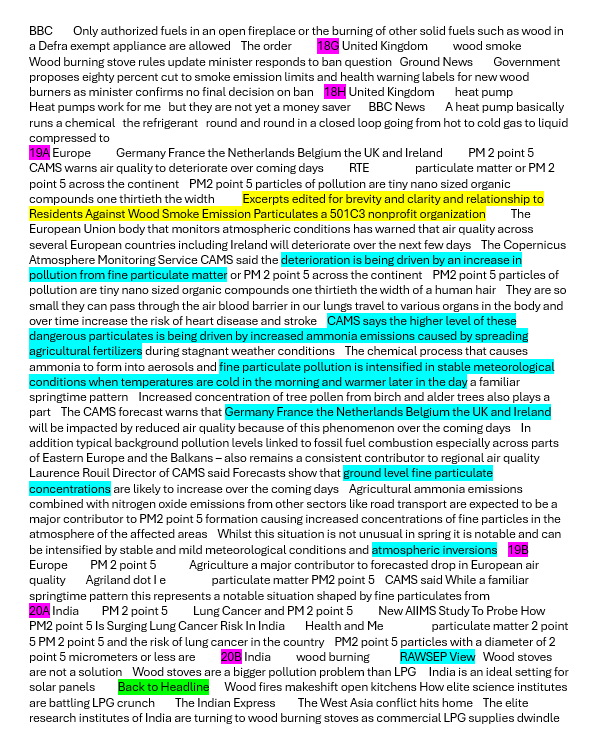 BBC Only authorized fuels in an open fireplace or the burning of other solid fuels such as wood in
a Defra exempt appliance are allowed The order 18G United Kingdom wood smoke
Wood burning stove rules update minister responds to ban question Ground News Government
proposes eighty percent cut to smoke emission limits and health warning labels for new wood
burners as minister confirms no final decision on ban 18H United Kingdom heat pump
Heat pumps work for me but they are not yet a money saver BBC News A heat pump basically
runs a chemical the refrigerant round and round in a closed loop going from hot to cold gas to liquid
compressed to
19A Europe Germany France the Netherlands Belgium the UK and Ireland PM 2 point 5
CAMS warns air quality to deteriorate over coming days RTE particulate matter or PM 2
point 5 across the continent PM2 point 5 particles of pollution are tiny nano sized organic
compounds one thirtieth the width Excerpts edited for brevity and clarity and relationship to
Residents Against Wood Smoke Emission Particulates a 501C3 nonprofit organization The
European Union body that monitors atmospheric conditions has warned that air quality across
several European countries including Ireland will deteriorate over the next few days The Copernicus
Atmosphere Monitoring Service CAMS said the deterioration is being driven by an increase in
pollution from fine particulate matter or PM 2 point 5 across the continent PM2 point 5 particles of
pollution are tiny nano sized organic compounds one thirtieth the width of a human hair They are so
small they can pass through the air blood barrier in our lungs travel to various organs in the body and
over time increase the risk of heart disease and stroke CAMS says the higher level of these
dangerous particulates is being driven by increased ammonia emissions caused by spreading
agricultural fertilizers during stagnant weather conditions The chemical process that causes
ammonia to form into aerosols and fine particulate pollution is intensified in stable meteorological
conditions when temperatures are cold in the morning and warmer later in the day a familiar
springtime pattern Increased concentration of tree pollen from birch and alder trees also plays a
part The CAMS forecast warns that Germany France the Netherlands Belgium the UK and Ireland
will be impacted by reduced air quality because of this phenomenon over the coming days In
addition typical background pollution levels linked to fossil fuel combustion especially across parts
of Eastern Europe and the Balkans – also remains a consistent contributor to regional air quality
Laurence Rouil Director of CAMS said Forecasts show that ground level fine particulate
concentrations are likely to increase over the coming days Agricultural ammonia emissions
combined with nitrogen oxide emissions from other sectors like road transport are expected to be a
major contributor to PM2 point 5 formation causing increased concentrations of fine particles in the
atmosphere of the affected areas Whilst this situation is not unusual in spring it is notable and can
be intensified by stable and mild meteorological conditions and atmospheric inversions 19B
Europe PM 2 point 5 Agriculture a major contributor to forecasted drop in European air
quality Agriland dot I e particulate matter PM2 point 5 CAMS said While a familiar
springtime pattern this represents a notable situation shaped by fine particulates from
20A India PM 2 point 5 Lung Cancer and PM 2 point 5 New AIIMS Study To Probe How
PM2 point 5 Is Surging Lung Cancer Risk In India Health and Me particulate matter 2 point
5 PM 2 point 5 and the risk of lung cancer in the country PM2 point 5 particles with a diameter of 2
point 5 micrometers or less are 20B India wood burning RAWSEP View Wood stoves
are not a solution Wood stoves are a bigger pollution problem than LPG India is an ideal setting for
solar panels Back to Headline Wood fires makeshift open kitchens How elite science institutes
are battling LPG crunch The Indian Express The West Asia conflict hits home The elite
research institutes of India are turning to wood burning stoves as commercial LPG supplies dwindle